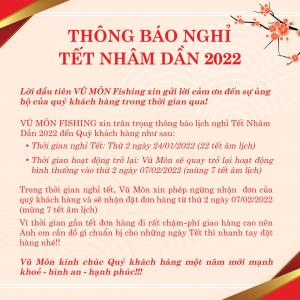 THÔNG BÁO NGHỈ
TẾT NHÂM DẦN 2022
Lời đầu tiên VŨ MÔN Fishing xin gửi lời cảm ơn đến sự ủng
hộ của quý khách hàng trong thời gian qua!
VŨ MÔN FISHING xin trân trọng thông báo lịch nghỉ Tết Nhâm
Dần 2022 đến Quý khách hàng như sau:
• Thời gian nghỉ Tết: Thứ 2 ngày 24/01/2022 (22 tết âm lịch)
• Thời gian hoạt động trở lại: Vũ Môn sẽ quay trở lại hoạt động
bình thường vào thứ 2 ngày 07/02/2022 (mùng 7 tết âm lịch)
Trong thời gian nghỉ tết, Vũ Môn xin phép ngừng nhận đơn của
quý khách hàng và sẽ nhận đặt đơn hàng từ thứ 2 ngày 07/02/2022
(mùng 7 tết âm lịch)
Vì thời gian gần tết đơn hàng đi rất chậm-phí giao hàng cao nên
Anh em cần đồ gì chuẩn bị cho những ngày Tết thì nhanh tay đặt
hàng nhé!!
Vũ Môn kính chúc Quý khách hàng một năm mới mạnh
khoẻ - bình an - hạnh phúc!!!